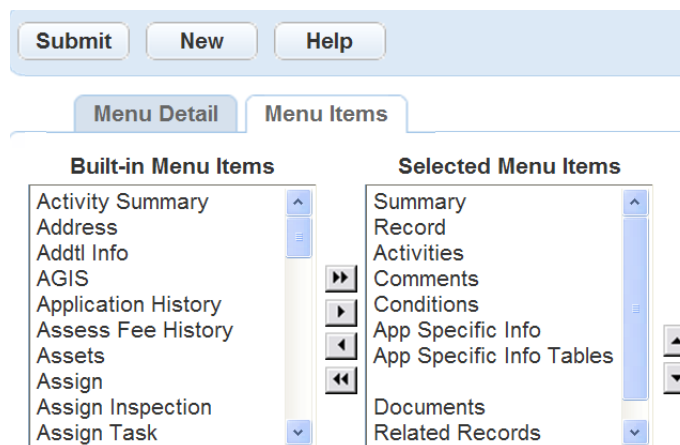 Submit New Help
Menu Detail Menu Items
Built-in Menu Items Selected Menu Items
Activity Summary Summary
Address Record
Addtl Info Activities
AGIS Comments
Application History Conditions
Assess Fee History App Specific Info
Assets App Specific Info Tables
Assign
Assign Inspection Documents
Assign Task Related Records